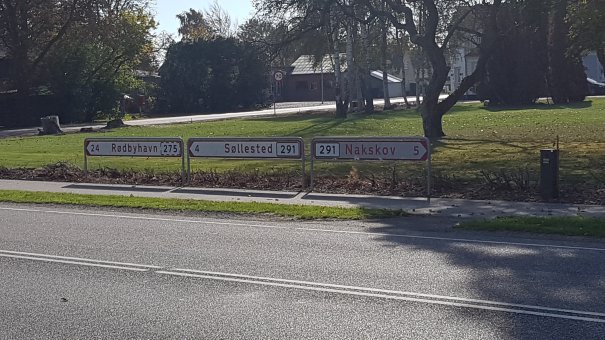 24 Rødbyhavn 275
4 Søllested 291
291 Nakskov 5